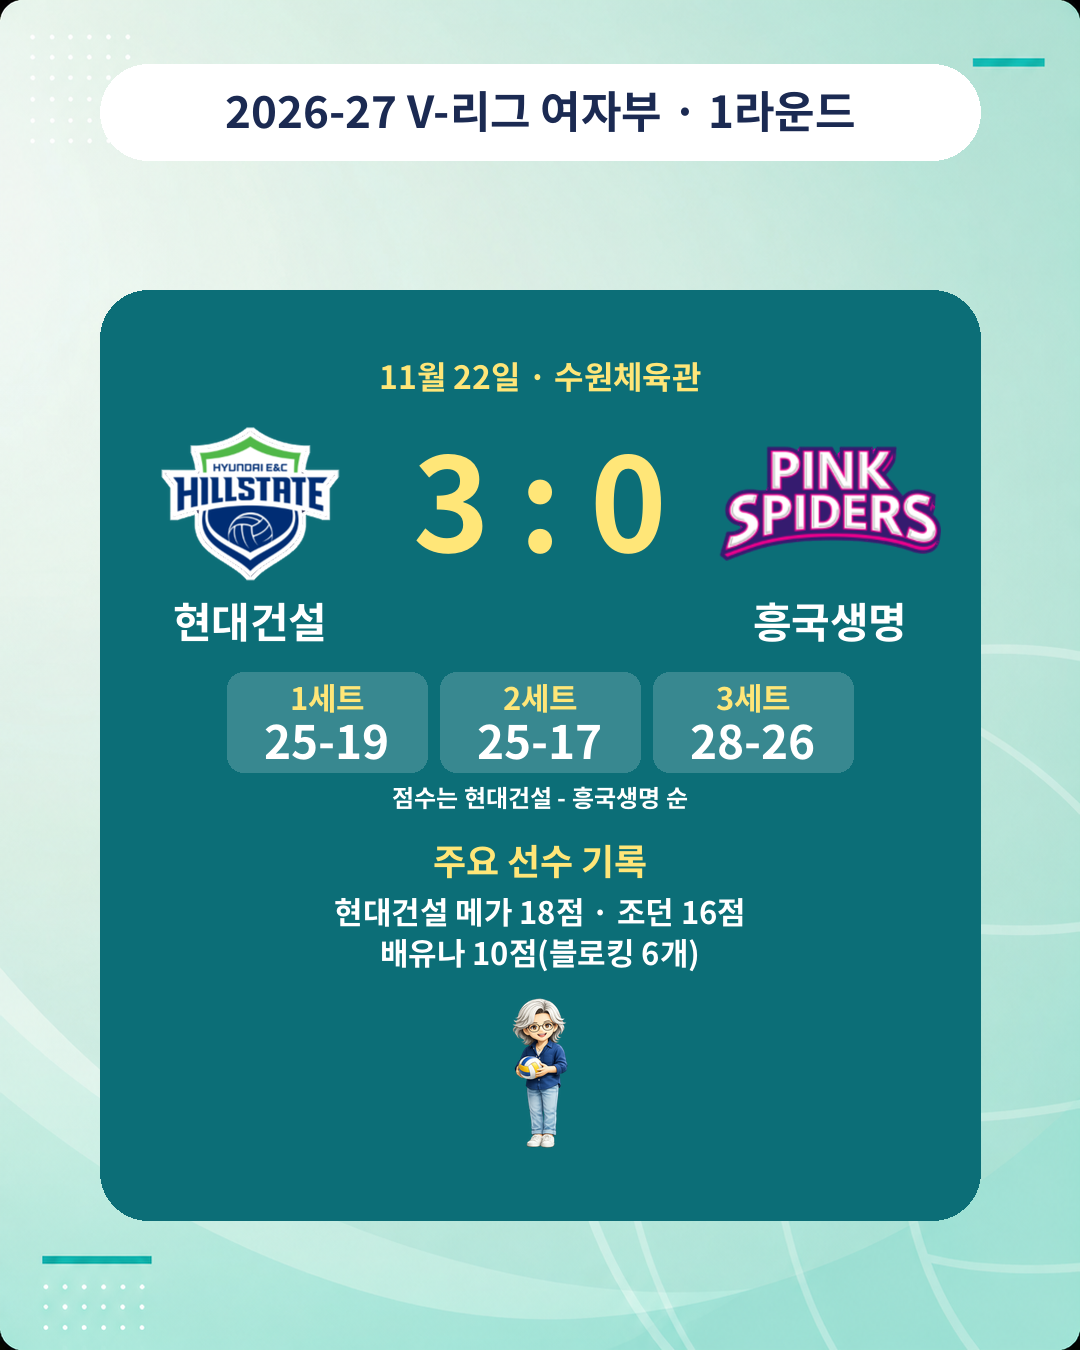 2026-27 V-리그 여자부 · 1라운드
11월 22일 · 수원체육관
HYUNDAI E&C
HILLSTATE
3 : 0
PINK
SPIDERS
현대건설
흥국생명
1세트
25-19
2세트
25-17
3세트
28-26
점수는 현대건설 - 흥국생명 순
주요 선수 기록
현대건설 메가 18점 · 조던 16점
배유나 10점(블로킹 6개)